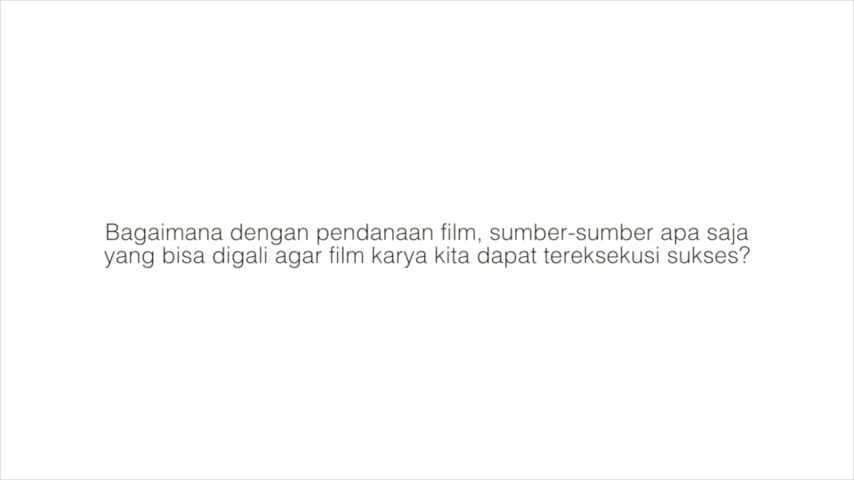 Bagaimana dengan pendanaan film, sumber-sumber apa saja
yang bisa digali agar film karya kita dapat tereksekusi sukses?